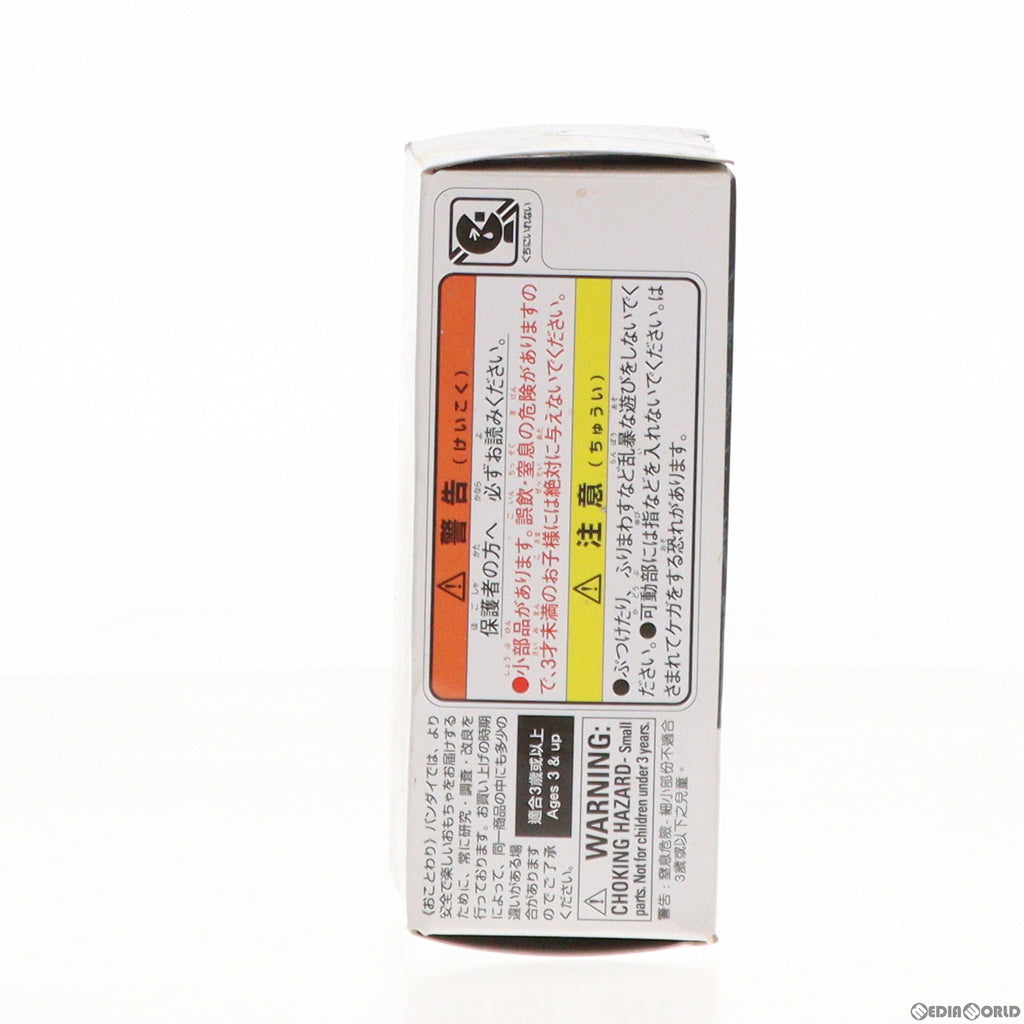 くちにいれない
警告(けいこく)
保護者の方へ 必ずお読みください。
●小部品があります。誤飲・窒息の危険がありますの
で、3才未満のお子様には絶対に与えないでください。
注意(ちゅうい)
●ぶつけたり、ふりまわすなど乱暴な遊びをしないでく
ださい。●可動部には指などを入れないでください。は
さまれてケガをする恐れがあります。
《おことわり》バンダイでは、より
安全で楽しいおもちゃをお届けする
ために、常に研究・調査・改良を
行っております。お買い上げの時期
によって、同一商品の中にも多少の
違いがある場
合があります
のでご了承
ください。
適合3歲或以上
Ages 3 & up
WARNING:
CHOKING HAZARD- Small
parts. Not for children under 3 years.
警告:窒息危險-細小部份不適合
3歲或以下之兒童。
MEDIAWORLD